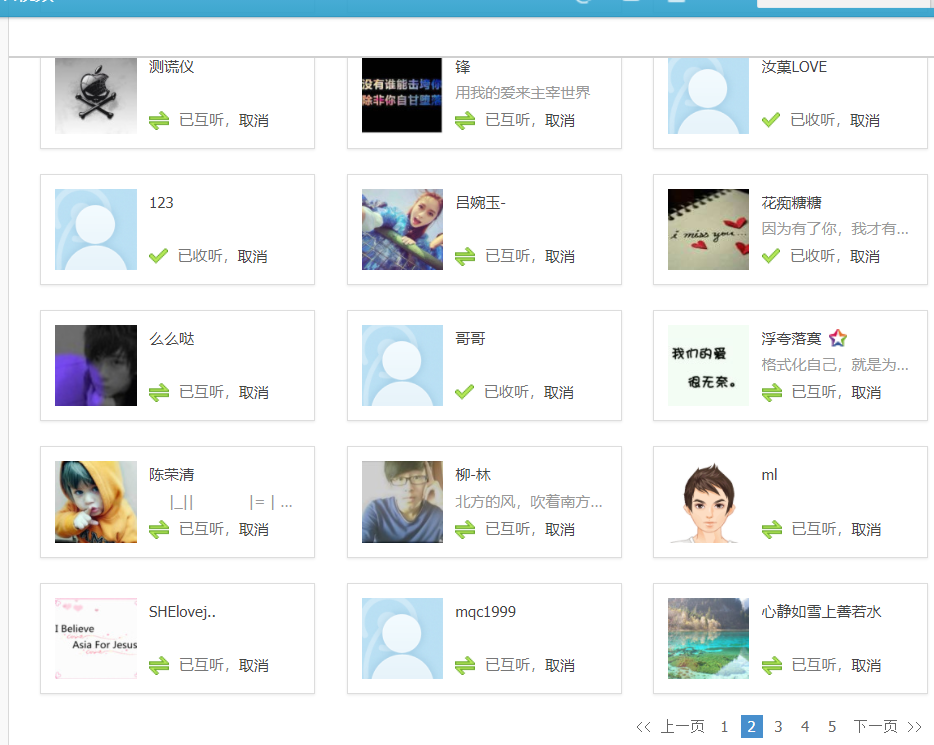 测谎仪
已互听，取消
没有谁能击垮你
除非你自甘堕落
锋
用我的爱来主宰世界
已互听，取消
汝菓LOVE
已收听，取消
123
已收听，取消
吕婉玉-
已互听，取消
i miss you...
花痴糖糖
因为有了你，我才有...
已收听，取消
么么哒
已互听，取消
哥哥
已收听，取消
我们的爱
很无奈。
浮夸落寞
格式化自己，就是为...
已互听，取消
陈荣清
|_|| |= | ...
已互听，取消
柳-林
北方的风，吹着南方...
已互听，取消
ml
已互听，取消
I Believe
Asia For Jesus
SHElovej..
已互听，取消
mqc1999
已互听，取消
心静如雪上善若水
已互听，取消
<< 上一页 1 2 3 4 5 下一页 >>